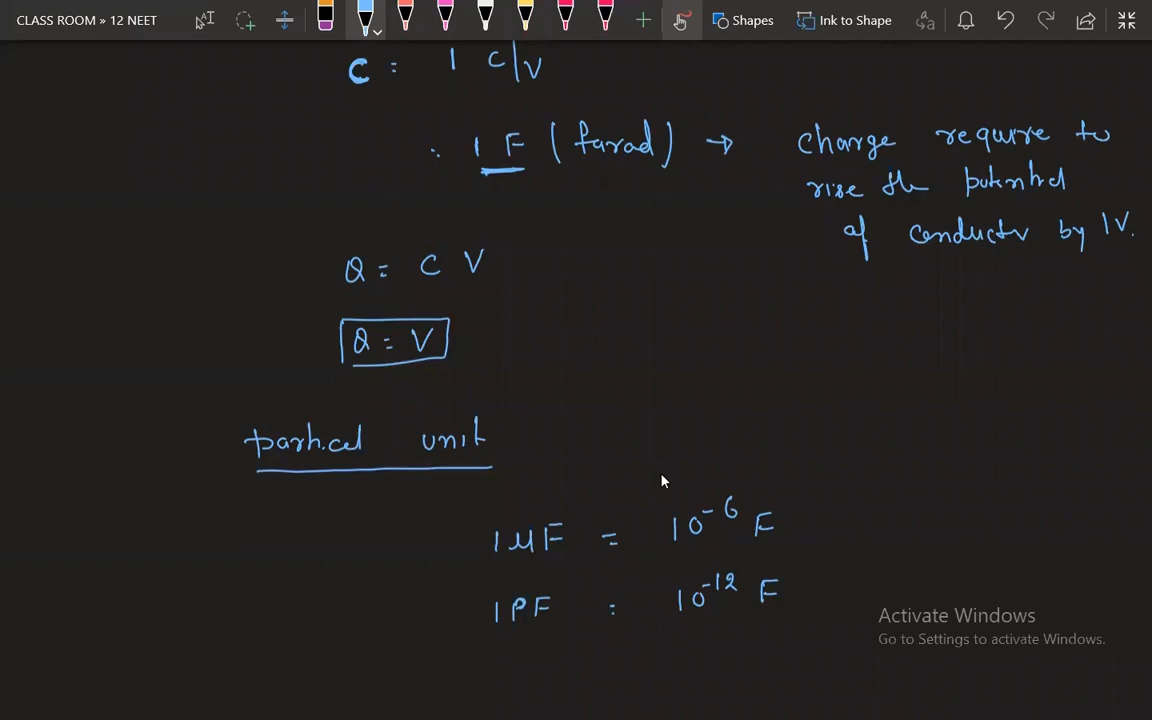 CLASS ROOM » 12 NEET
Shapes
Ink to Shape
C = 1 C/V
∴ 1 F (farad) → charge require to
rise the potential
of conductor by 1V.
Q = C V
Q = V
partical unit
1 μF = 10⁻⁶ F
1 PF = 10⁻¹² F
Activate Windows
Go to Settings to activate Windows.